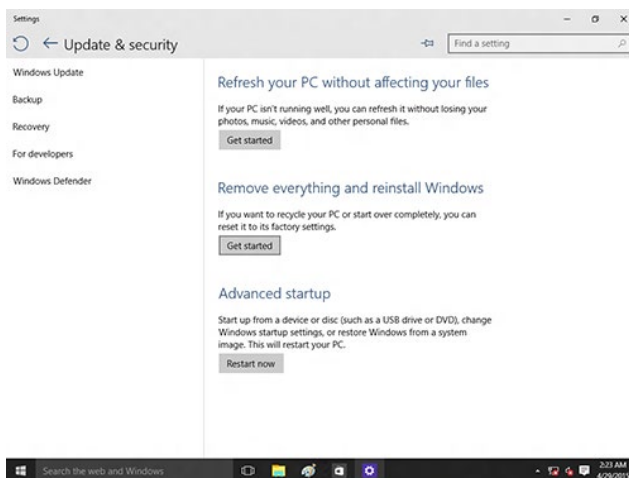 Settings
Update & security
Find a setting
Windows Update
Backup
Recovery
For developers
Windows Defender
Refresh your PC without affecting your files
If your PC isn't running well, you can refresh it without losing your
photos, music, videos, and other personal files.
Get started
Remove everything and reinstall Windows
If you want to recycle your PC or start over completely, you can
reset it to its factory settings.
Get started
Advanced startup
Start up from a device or disc (such as a USB drive or DVD), change
Windows startup settings, or restore Windows from a system
image. This will restart your PC.
Restart now
Search the web and Windows
2:23 AM